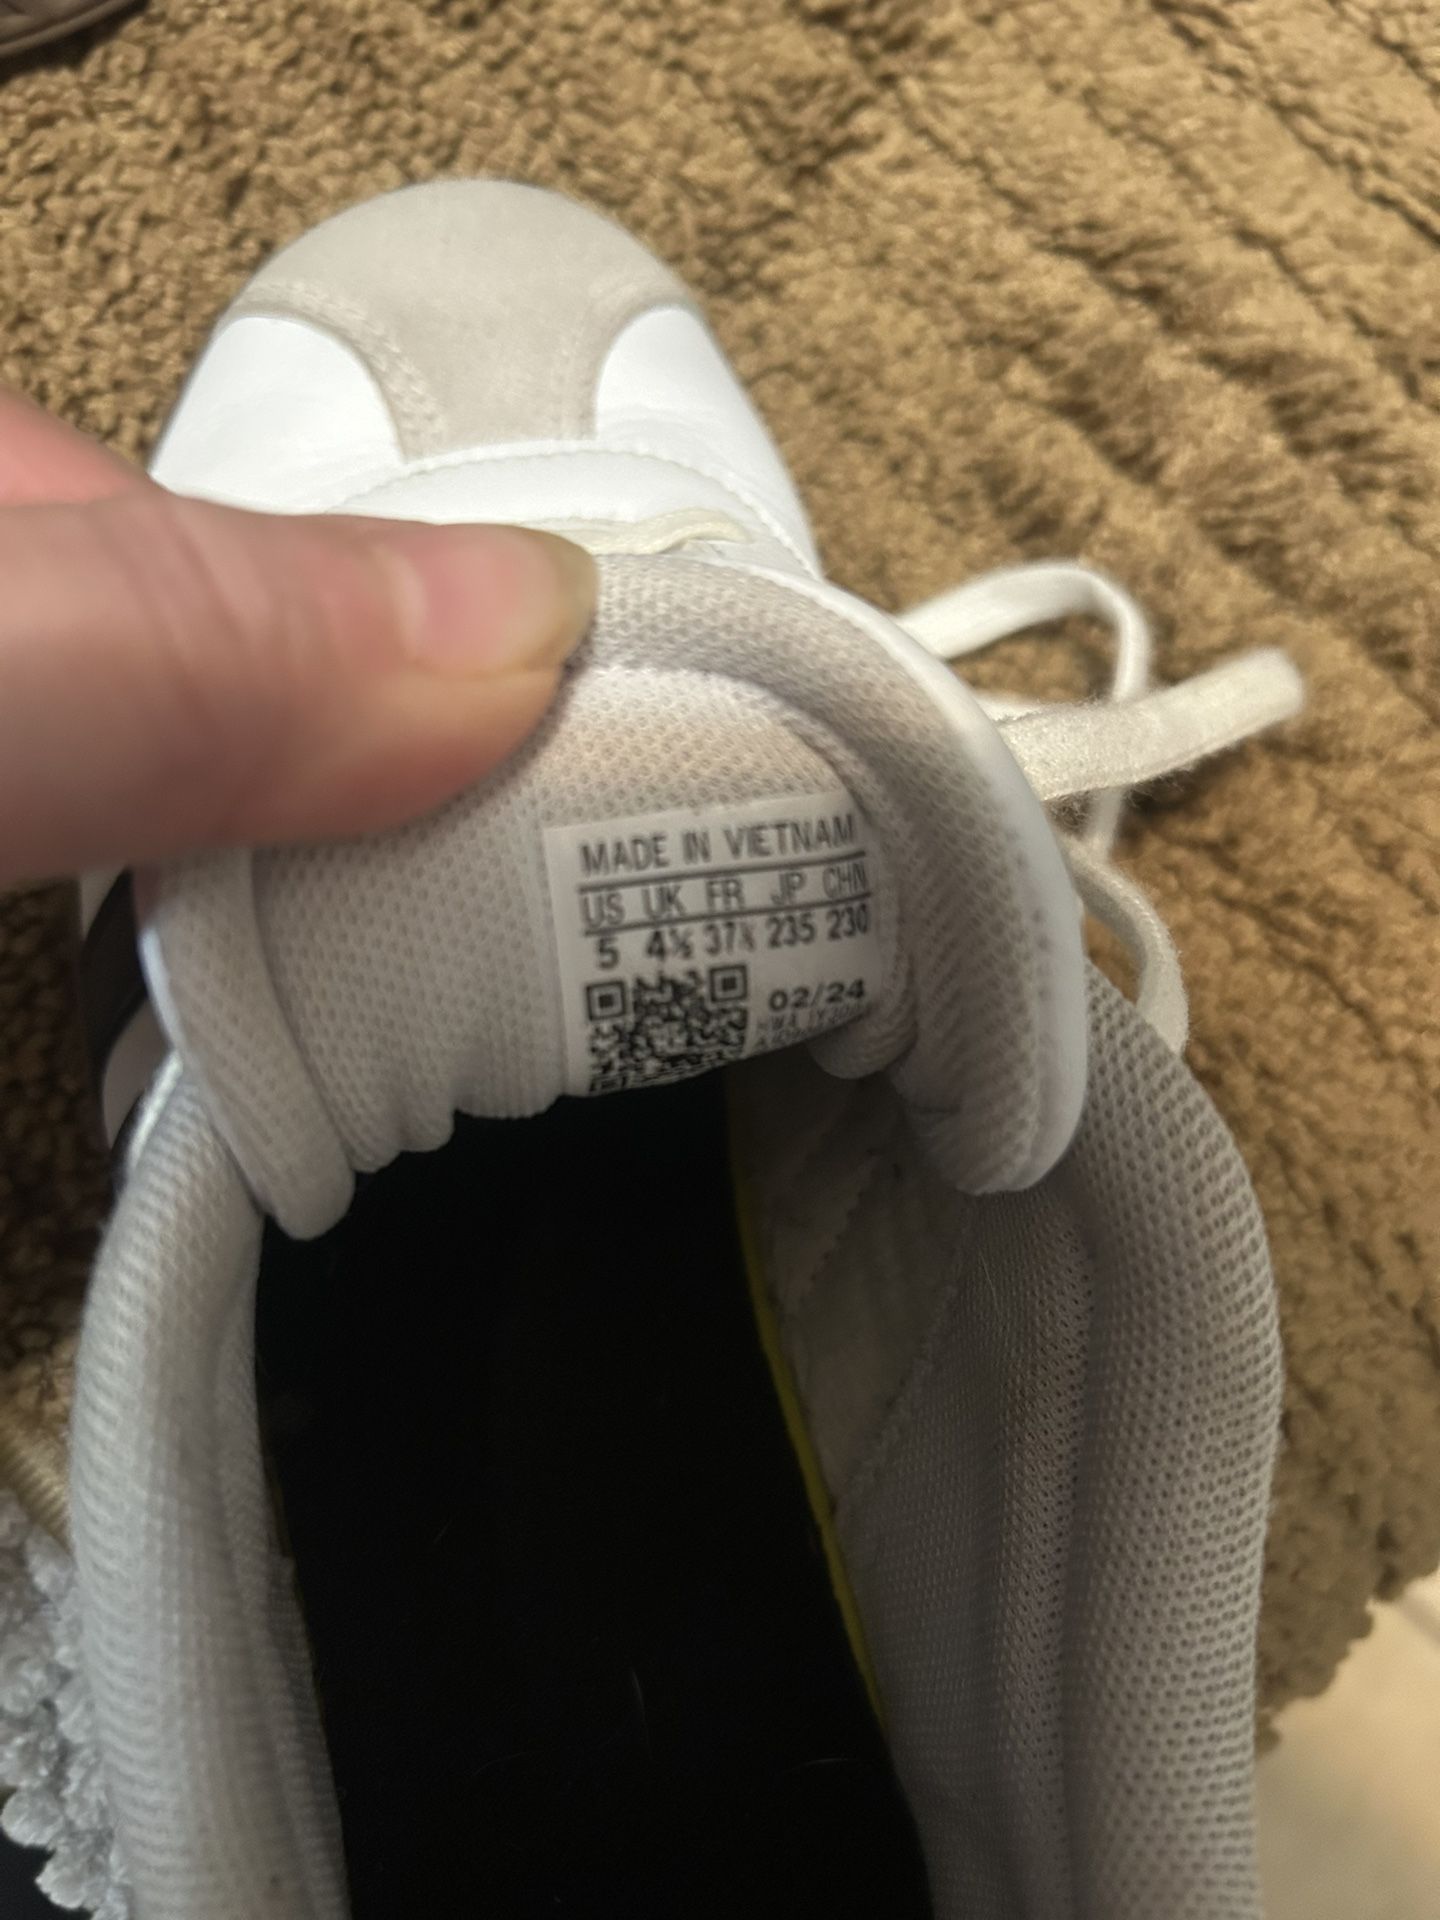 MADE IN VIETNAM
US UK FR JP CHN
5 4½ 37⅓ 235 230
02/24